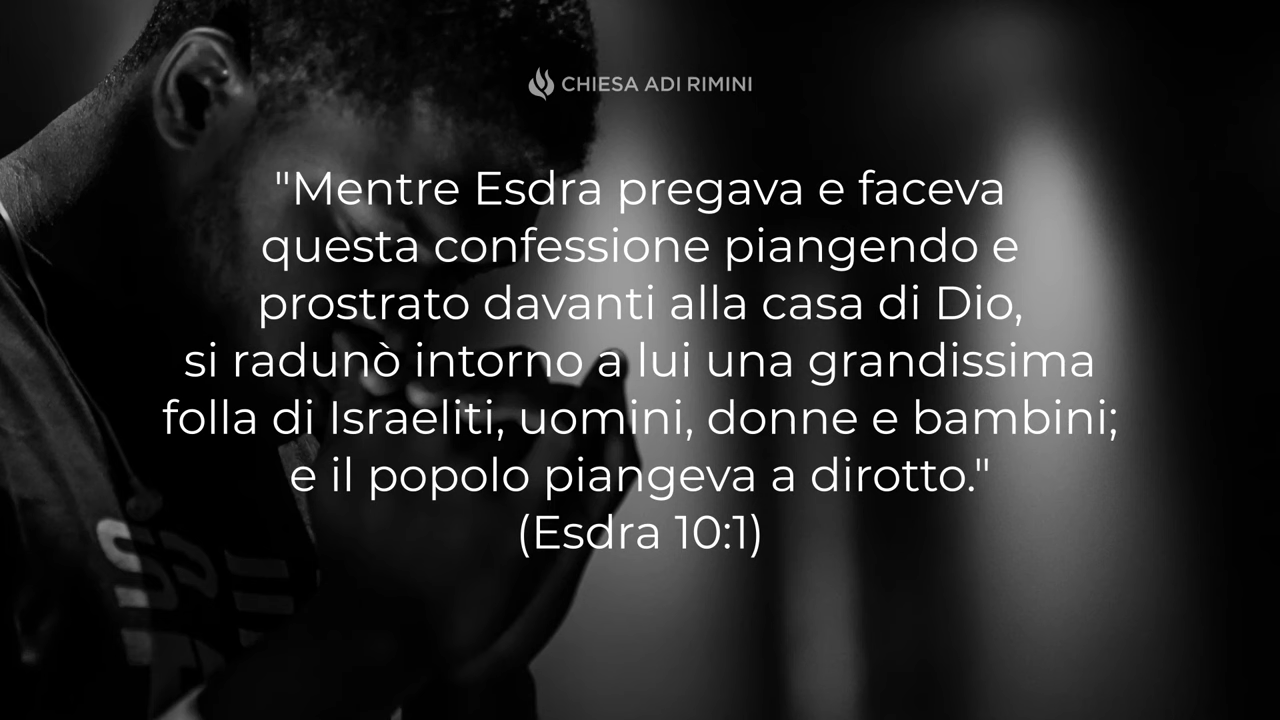 CHIESA ADI RIMINI
"Mentre Esdra pregava e faceva
questa confessione piangendo e
prostrato davanti alla casa di Dio,
si radunò intorno a lui una grandissima
folla di Israeliti, uomini, donne e bambini;
e il popolo piangeva a dirotto."
(Esdra 10:1)